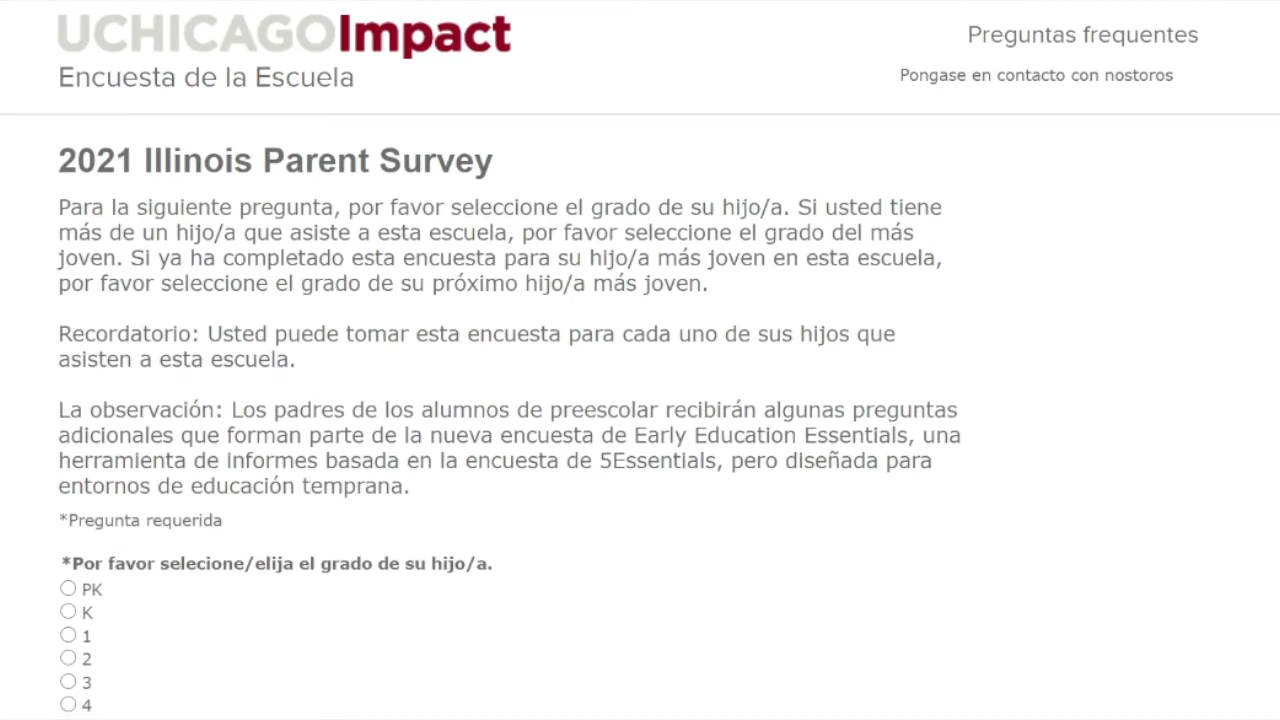 UCHICAGOImpact
Encuesta de la Escuela
Preguntas frequentes
Pongase en contacto con nostoros
2021 Illinois Parent Survey
Para la siguiente pregunta, por favor seleccione el grado de su hijo/a. Si usted tiene
más de un hijo/a que asiste a esta escuela, por favor seleccione el grado del más
joven. Si ya ha completado esta encuesta para su hijo/a más joven en esta escuela,
por favor seleccione el grado de su próximo hijo/a más joven.
Recordatorio: Usted puede tomar esta encuesta para cada uno de sus hijos que
asisten a esta escuela.
La observación: Los padres de los alumnos de preescolar recibirán algunas preguntas
adicionales que forman parte de la nueva encuesta de Early Education Essentials, una
herramienta de informes basada en la encuesta de 5Essentials, pero diseñada para
entornos de educación temprana.
*Pregunta requerida
*Por favor selecione/elija el grado de su hijo/a.
PK
K
1
2
3
4